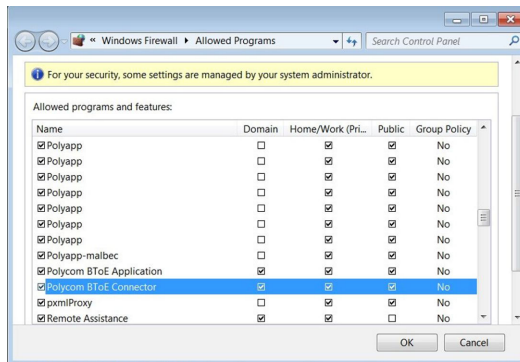 « Windows Firewall ▸ Allowed Programs Search Control Panel
For your security, some settings are managed by your system administrator.
Allowed programs and features:
Name Domain Home/Work (Pri... Public Group Policy
Polyapp No
Polyapp No
Polyapp No
Polyapp No
Polyapp No
Polyapp No
Polyapp No
Polyapp-malbec No
Polycom BToE Application No
Polycom BToE Connector No
pxmlProxy No
Remote Assistance No
OK Cancel